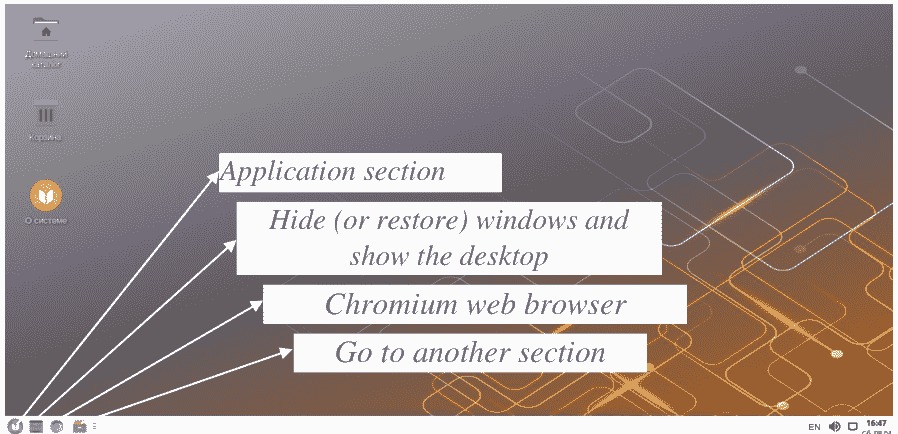 Домашний
каталог
Корзина
О системе
Application section
Hide (or restore) windows and
show the desktop
Chromium web browser
Go to another section
EN
16:47